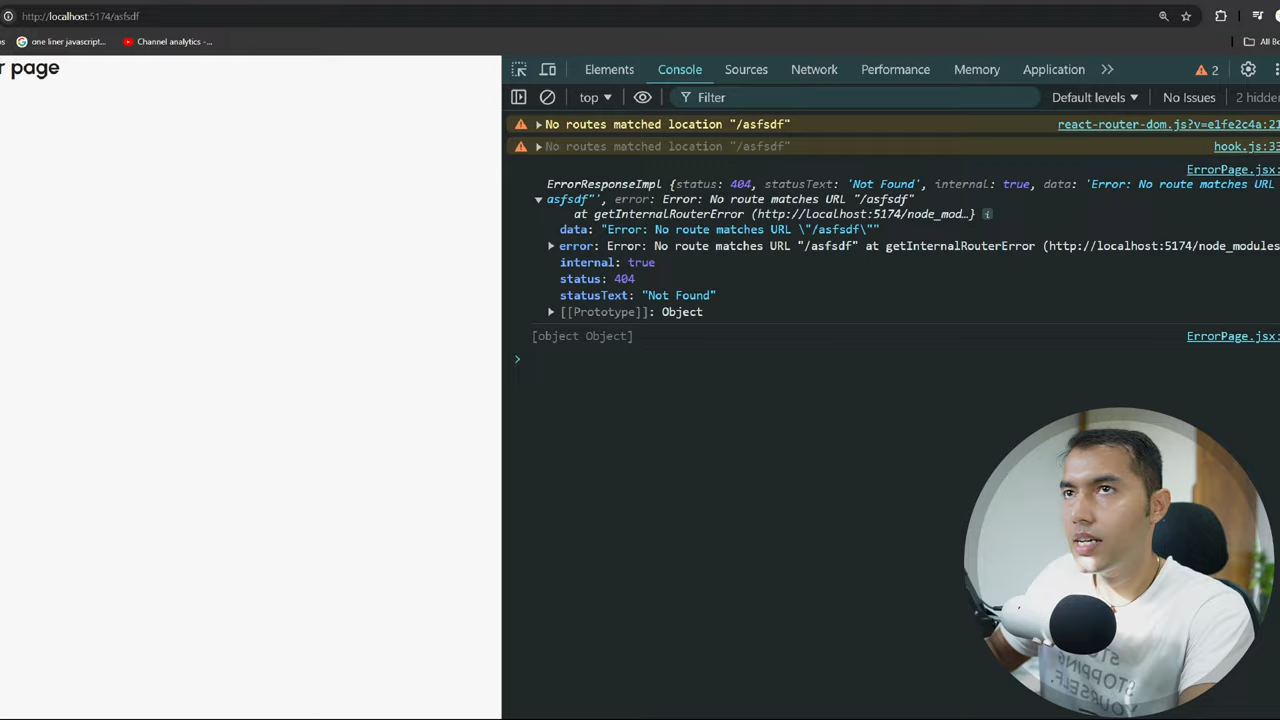 http://localhost:5174/asfsdf
one liner javascript...
Channel analytics -...
All Bo
r page
Elements
Console
Sources
Network
Performance
Memory
Application
2
top
Filter
Default levels
No Issues
2 hidden
No routes matched location "/asfsdf"
react-router-dom.js?v=e1fe2c4a:21
No routes matched location "/asfsdf"
hook.js:33
ErrorPage.jsx:
ErrorResponseImpl {status: 404, statusText: 'Not Found', internal: true, data: 'Error: No route matches URL
asfsdf"', error: Error: No route matches URL "/asfsdf"
at getInternalRouterError (http://localhost:5174/node_mod…}
data: "Error: No route matches URL \"/asfsdf\""
error: Error: No route matches URL "/asfsdf" at getInternalRouterError (http://localhost:5174/node_modules
internal: true
status: 404
statusText: "Not Found"
[[Prototype]]: Object
[object Object]
ErrorPage.jsx:
STOPPING
YOURSELF.